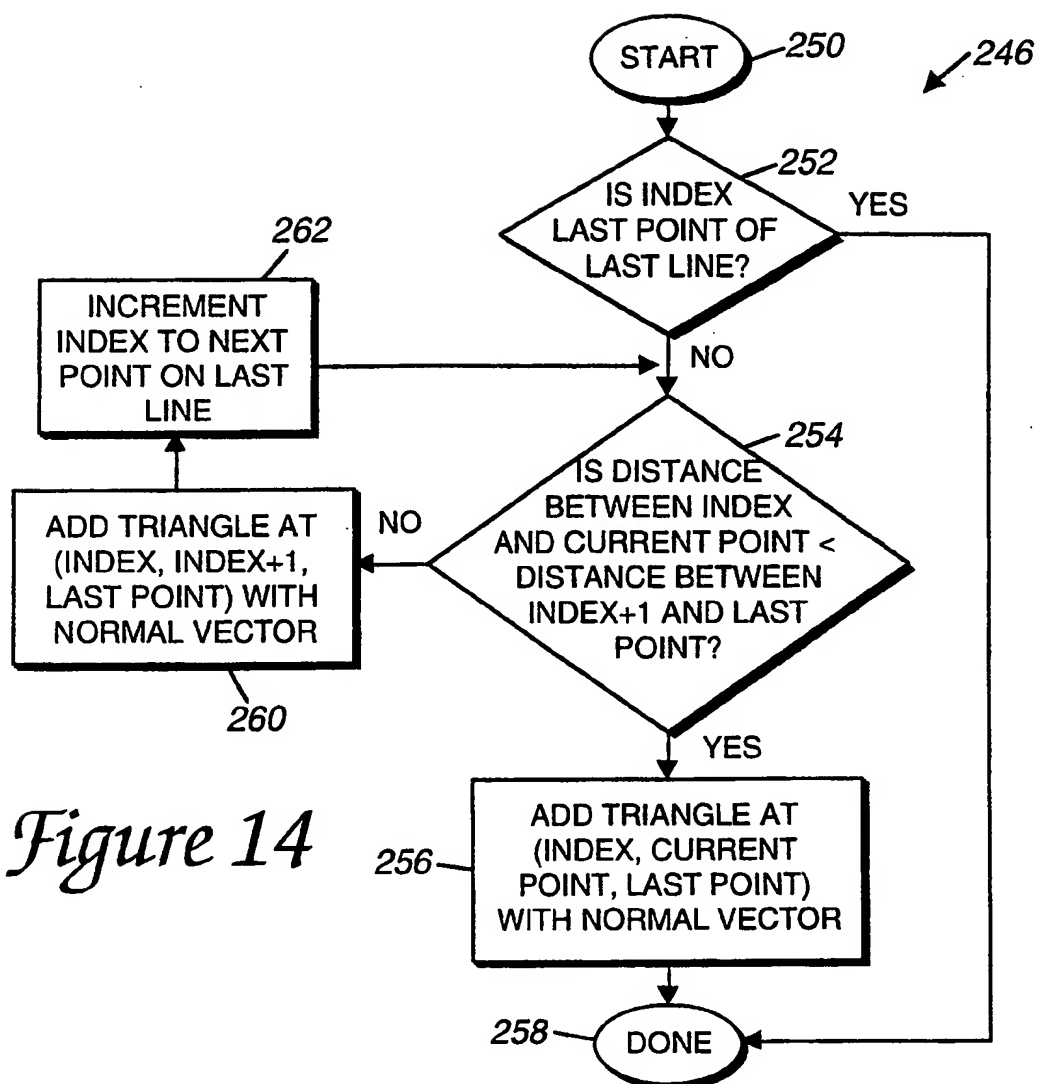 START
250
246
IS INDEX
LAST POINT OF
LAST LINE?
252
YES
262
INCREMENT
INDEX TO NEXT
POINT ON LAST
LINE
NO
254
IS DISTANCE
BETWEEN INDEX
AND CURRENT POINT <
DISTANCE BETWEEN
INDEX+1 AND LAST
POINT?
NO
ADD TRIANGLE AT
(INDEX, INDEX+1,
LAST POINT) WITH
NORMAL VECTOR
260
YES
Figure 14
256
ADD TRIANGLE AT
(INDEX, CURRENT
POINT, LAST POINT)
WITH NORMAL VECTOR
258
DONE